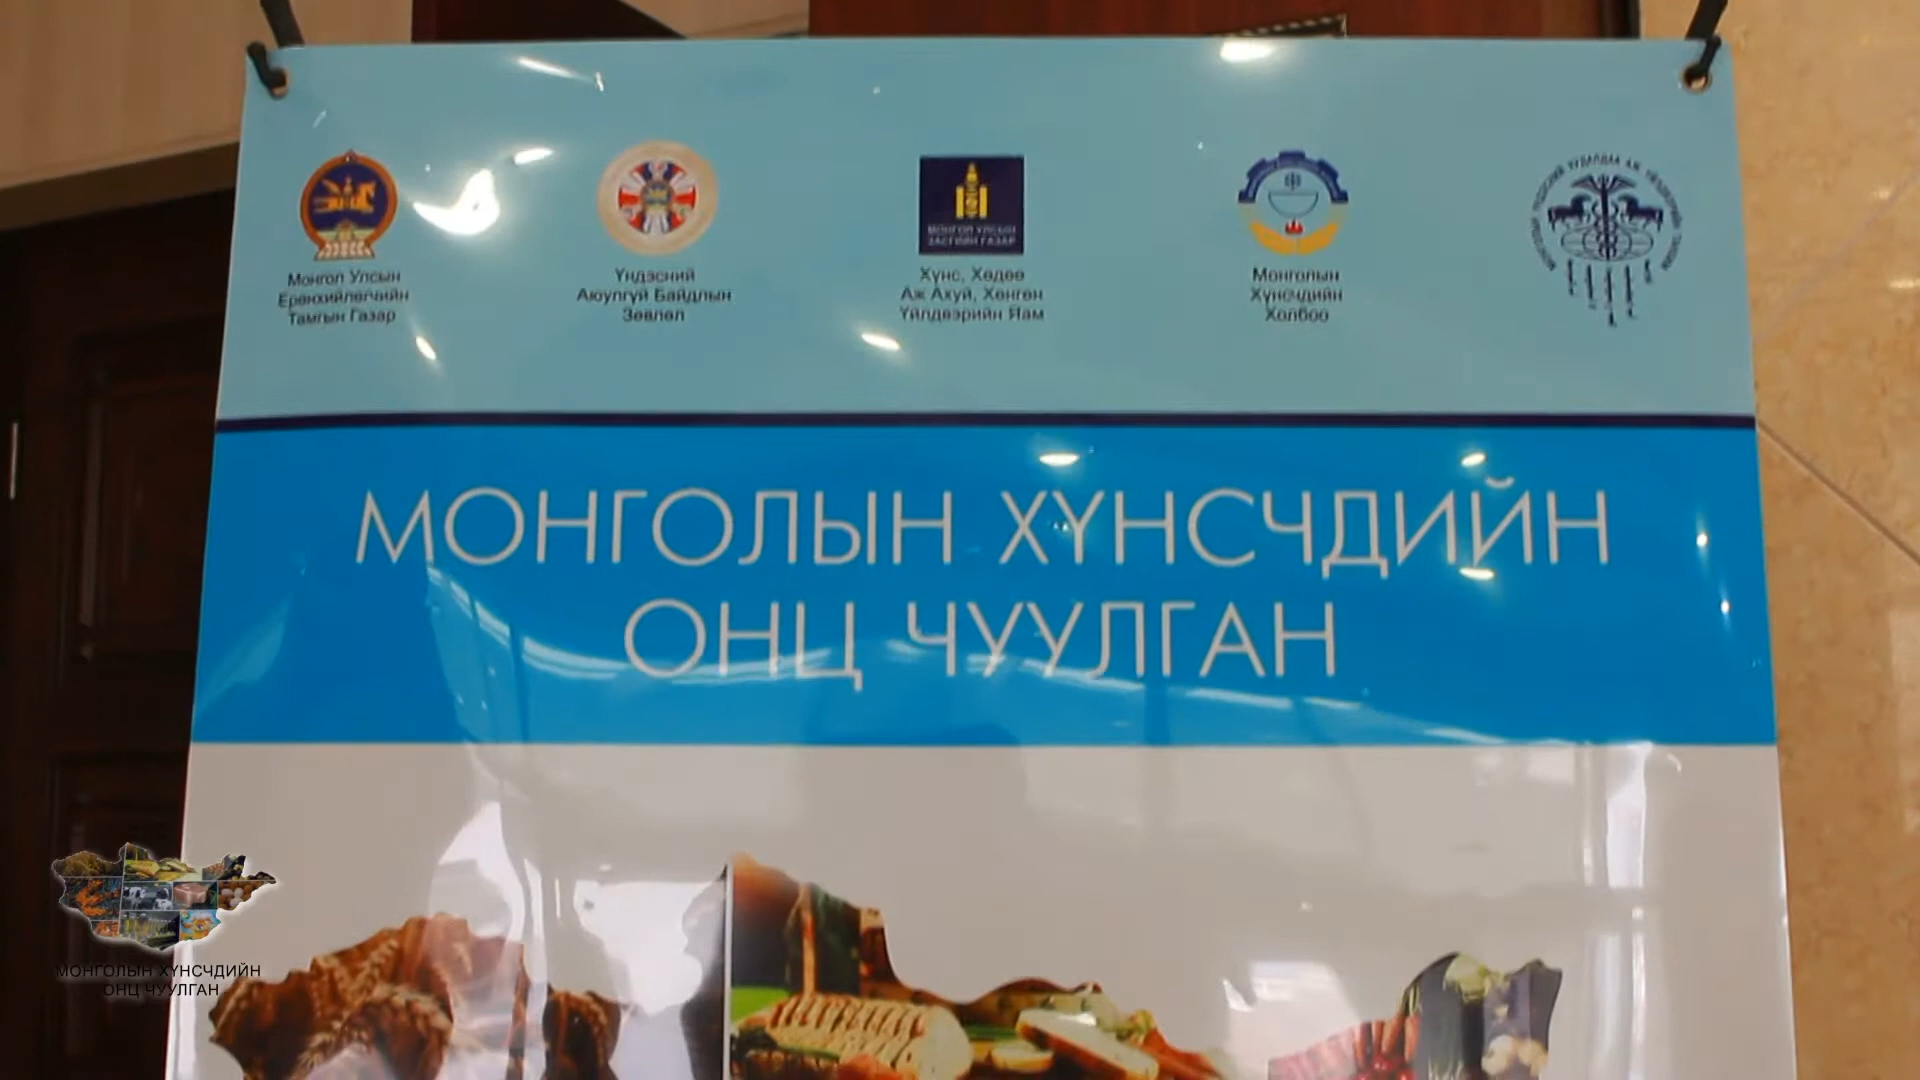 Монгол Улсын
Ерөнхийлөгчийн
Тамгын Газар
Үндэсний
Аюулгүй Байдлын
Зөвлөл
МОНГОЛ УЛСЫН
ЗАСГИЙН ГАЗАР
Хүнс, Хөдөө
Аж Ахуй, Хөнгөн
Үйлдвэрийн Яам
Монголын
Хүнсчдийн
Холбоо
МОНГОЛЫН ХҮНСЧДИЙН
ОНЦ ЧУУЛГАН
МОНГОЛЫН ХҮНСЧДИЙН
ОНЦ ЧУУЛГАН